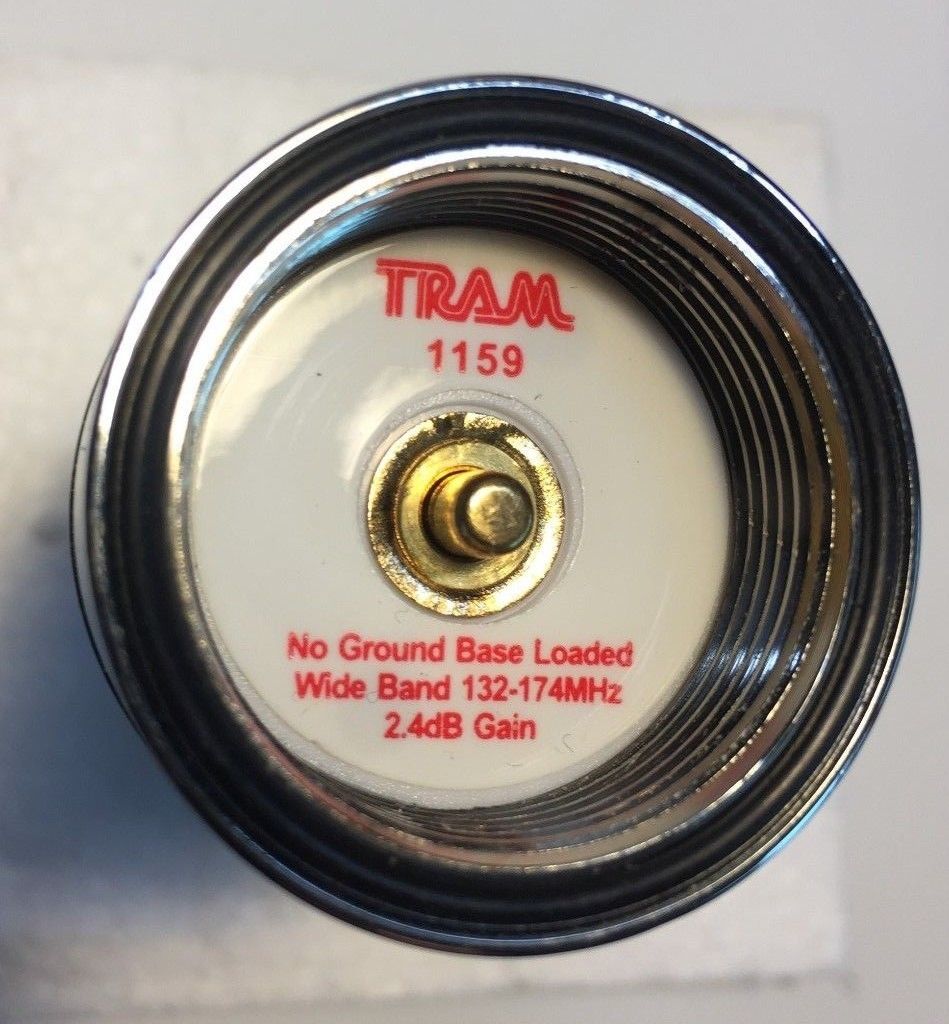 TRAM
1159
No Ground Base Loaded
Wide Band 132-174MHz
2.4dB Gain